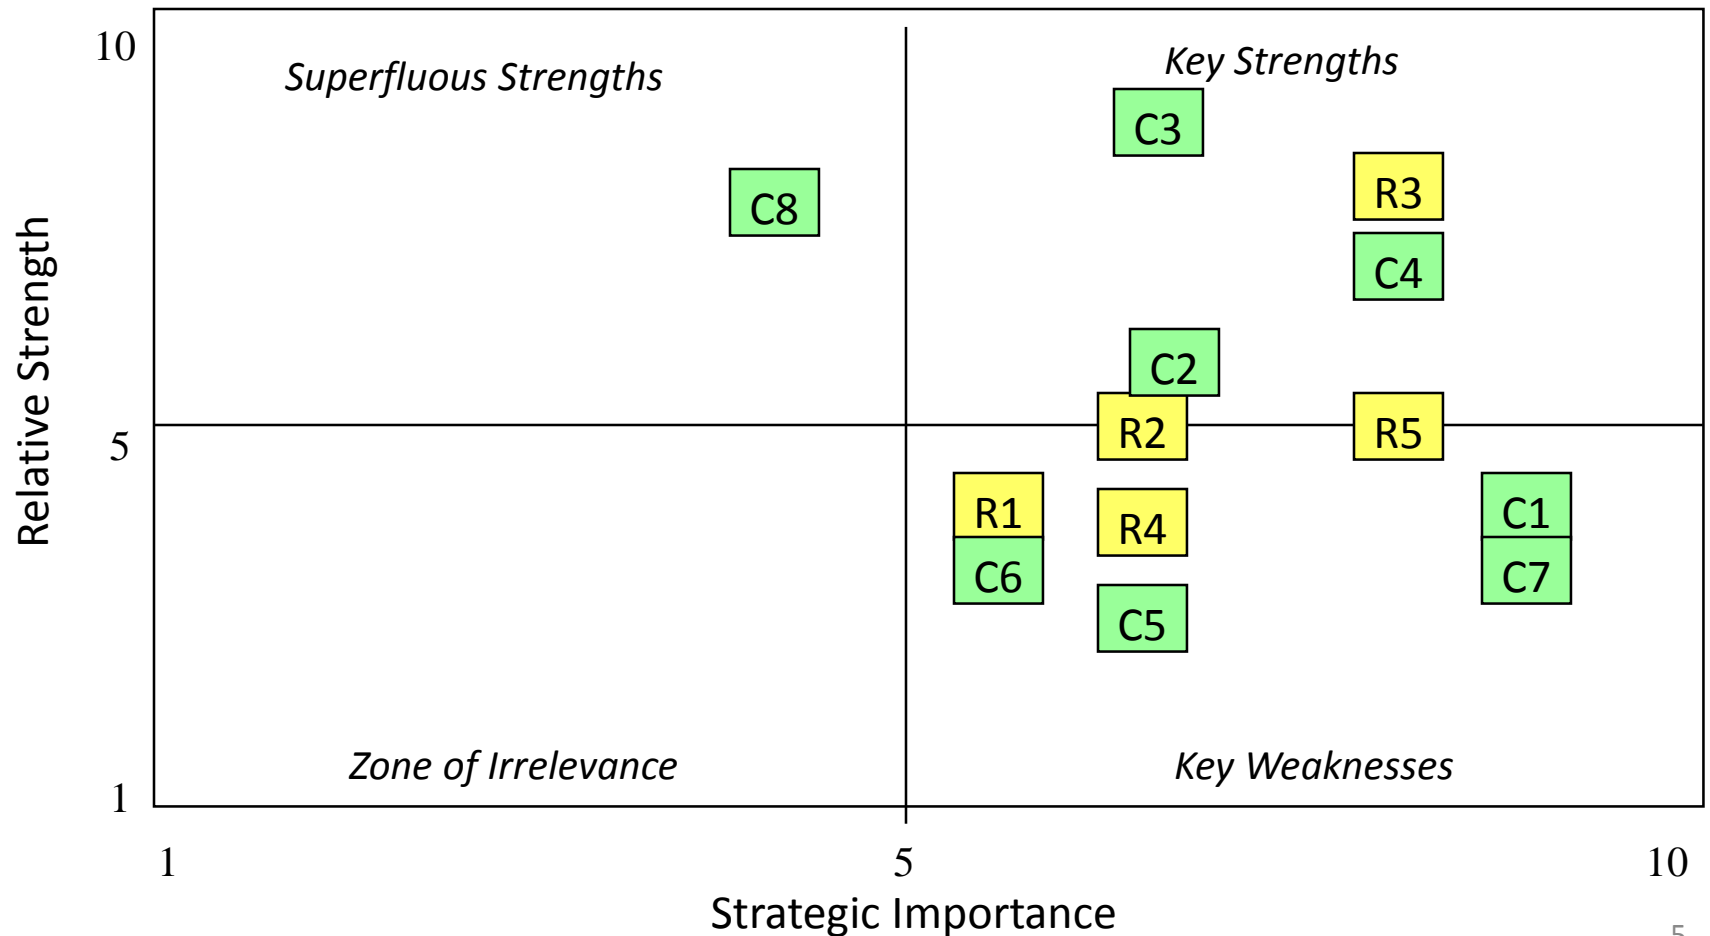 10
Superfluous Strengths
Key Strengths
C3
R3
C8
C4
C2
Relative Strength
5
R2
R5
R1
R4
C1
C6
C7
C5
Zone of Irrelevance
Key Weaknesses
1
1
5
10
Strategic Importance
5